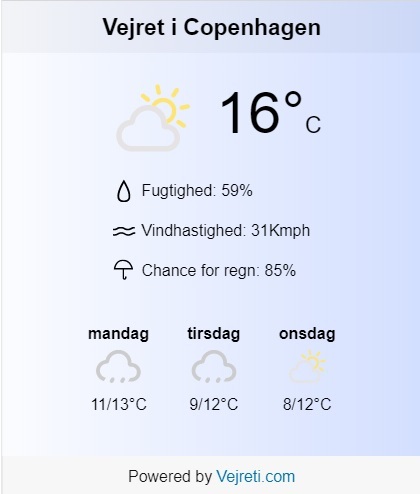 Vejret i Copenhagen
16°C
Fugtighed: 59%
Vindhastighed: 31Kmph
Chance for regn: 85%
mandag tirsdag onsdag
11/13°C 9/12°C 8/12°C
Powered by Vejreti.com